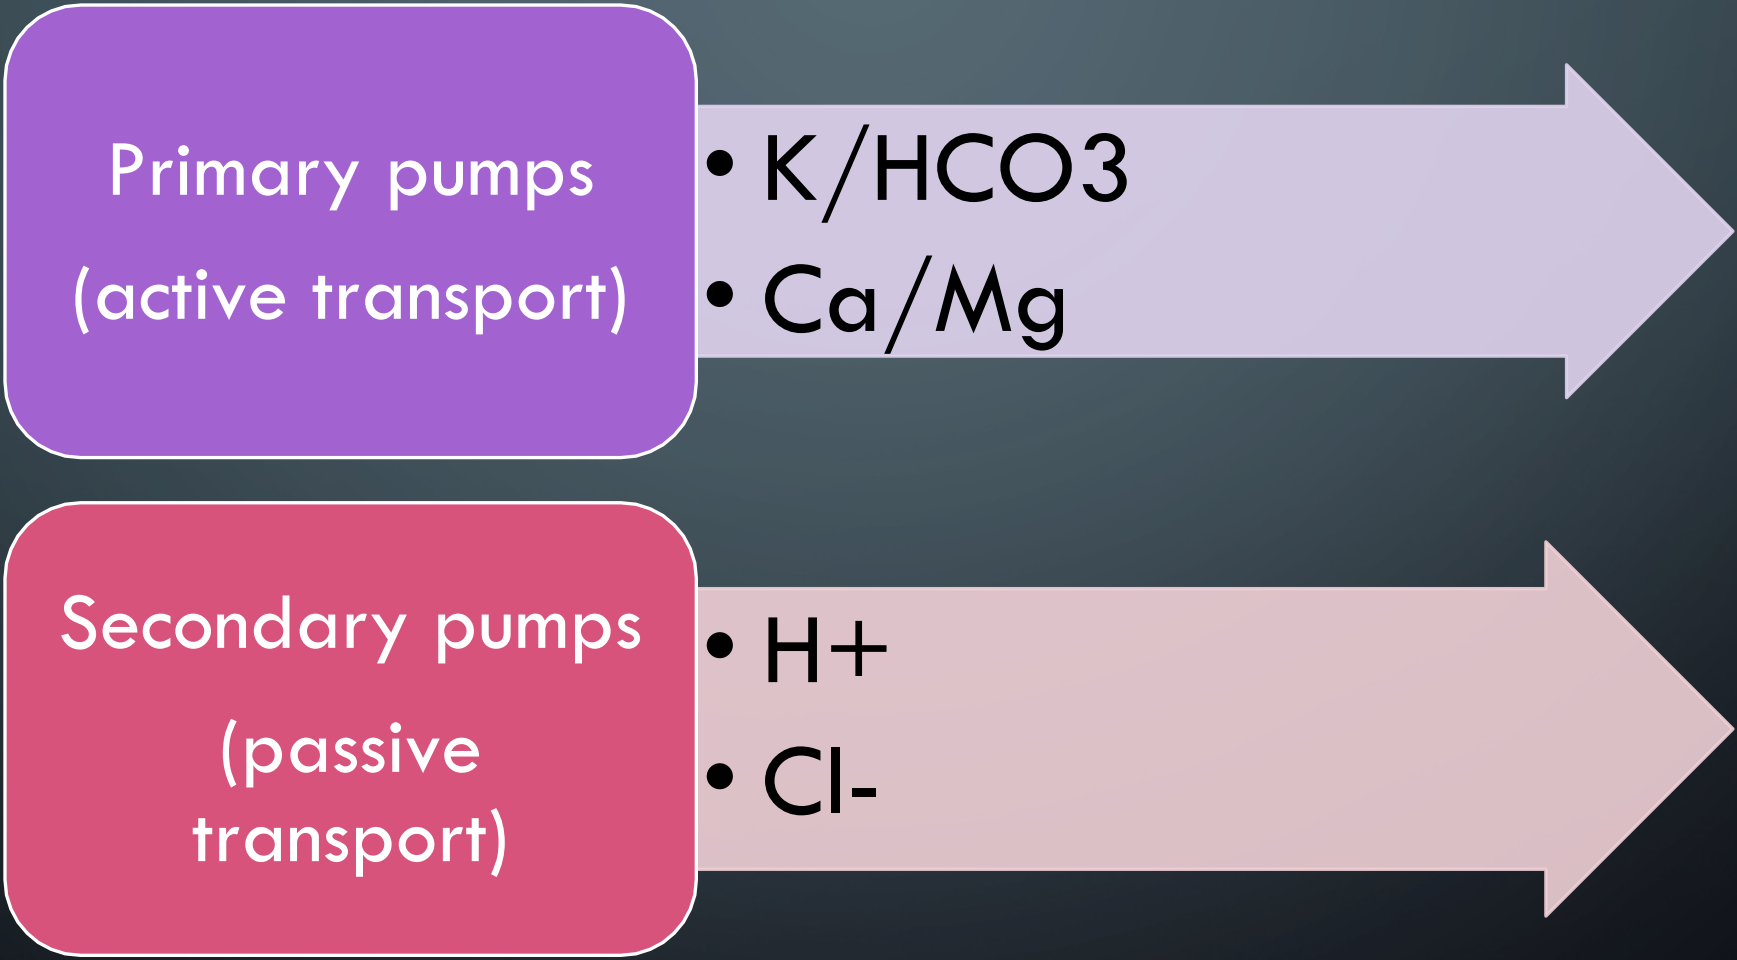 Primary pumps
(active transport)
• K/HCO3
• Ca/Mg
Secondary pumps
(passive
transport)
• H+
• Cl-